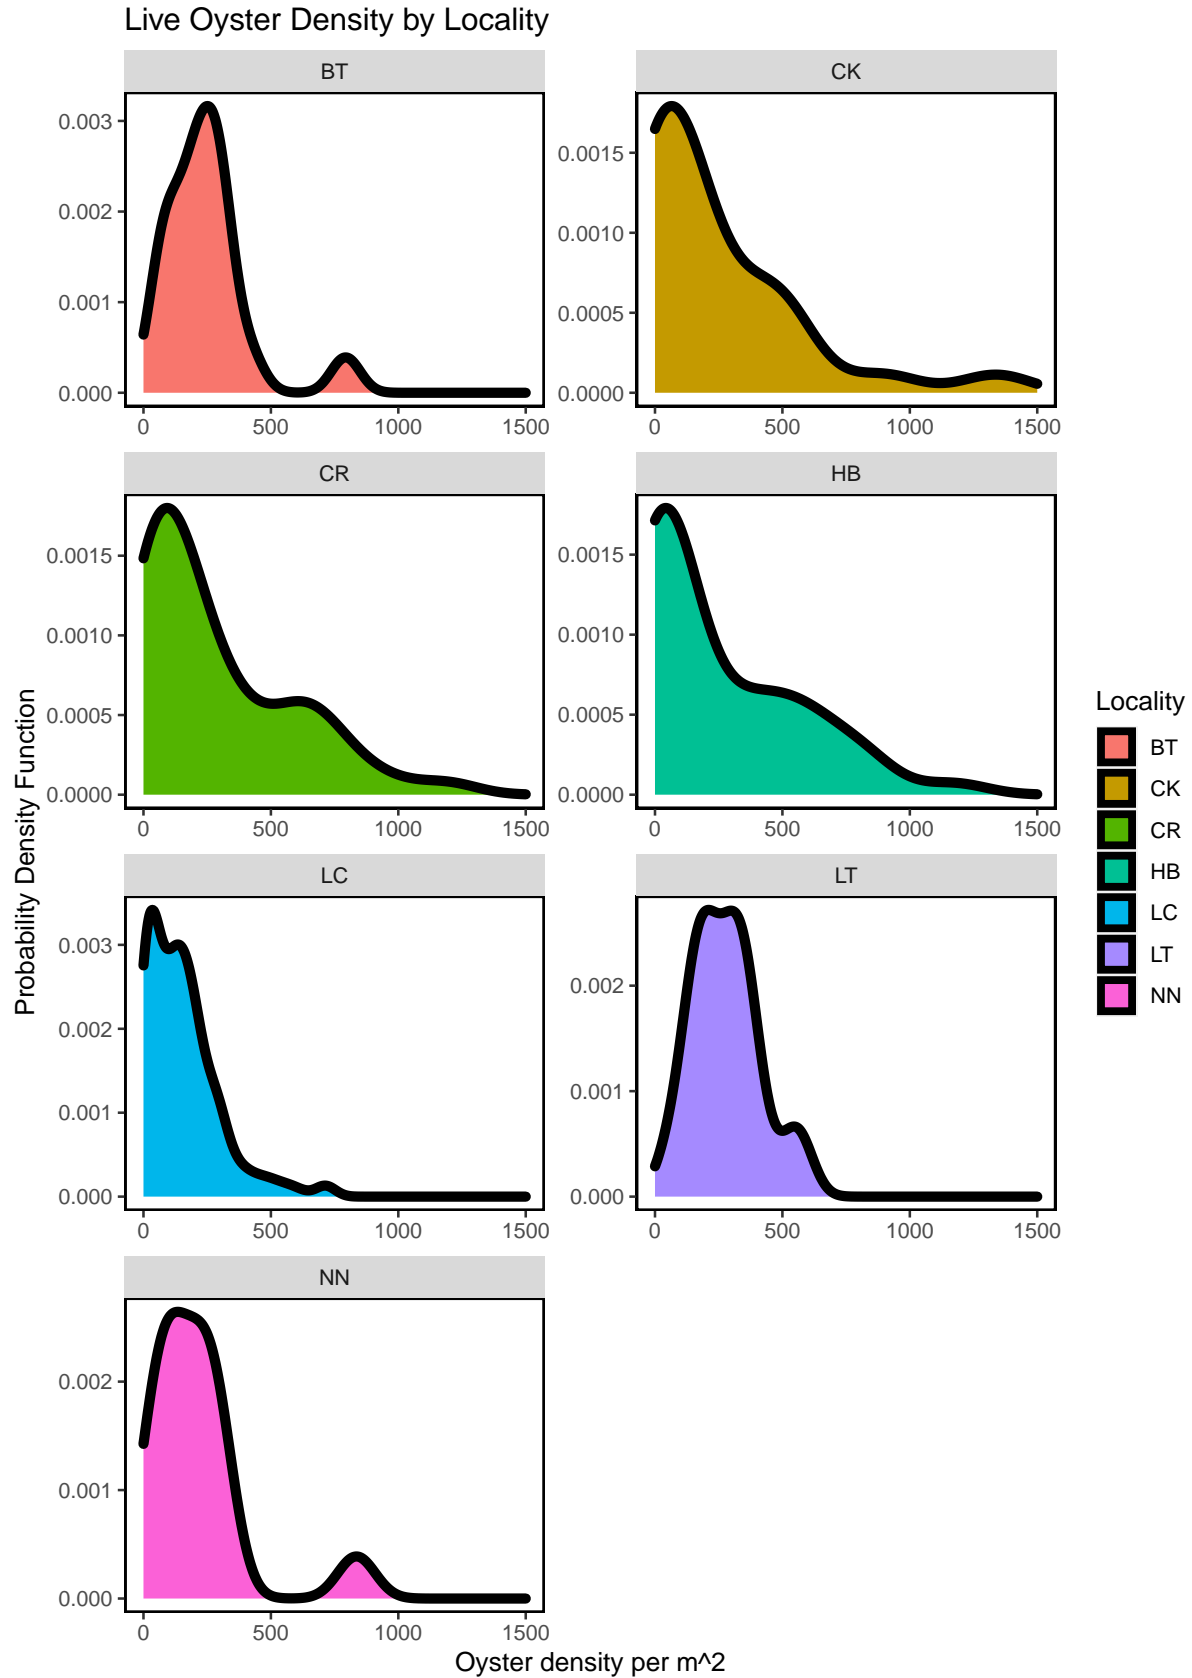 Live Oyster Density by Locality
BT
CK
0.003
0.002
0.001
0.000
0.0015
0.0010
0.0005
0.0000
0 500 1000 1500
0 500 1000 1500
CR
HB
0.0015
0.0010
0.0005
0.0000
0.0015
0.0010
0.0005
0.0000
0 500 1000 1500
0 500 1000 1500
LC
LT
0.003
0.002
0.001
0.000
0.002
0.001
0.000
0 500 1000 1500
0 500 1000 1500
NN
0.002
0.001
0.000
0 500 1000 1500
Oyster density per m^2
Probability Density Function
Locality
BT
CK
CR
HB
LC
LT
NN